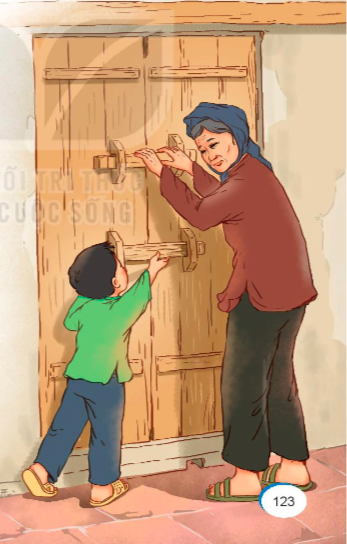 ỐI TRI THỨC
CUỘC SỐNG
123